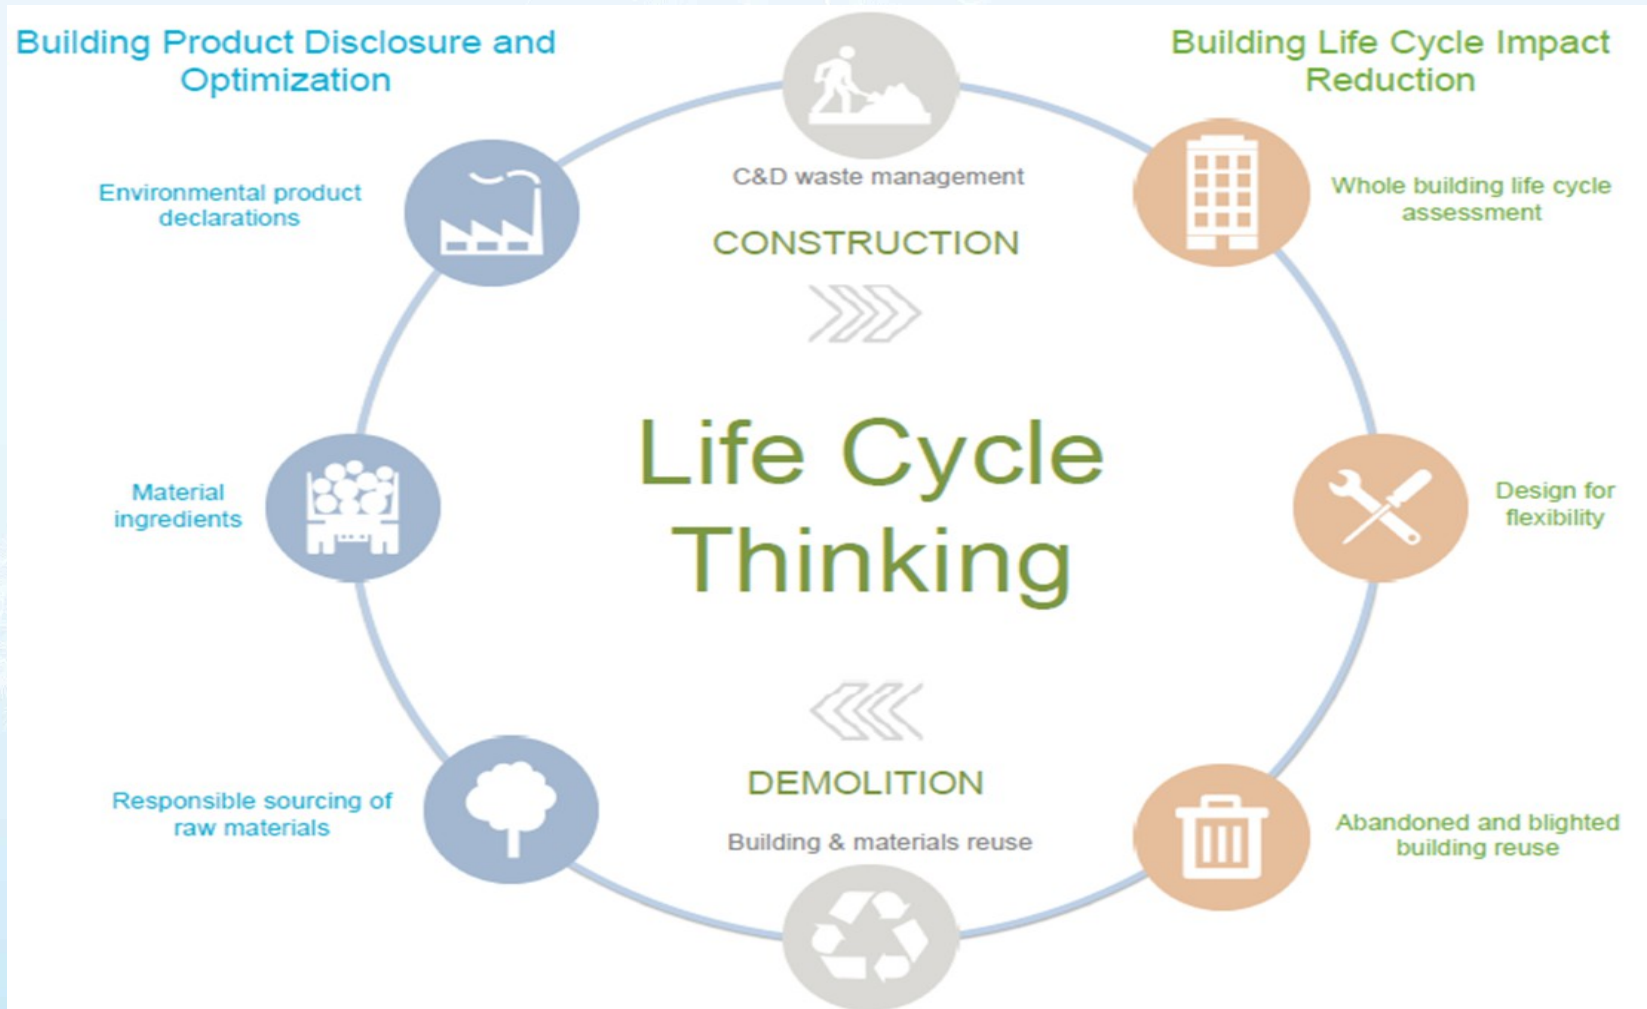 Building Product Disclosure and
Optimization
Building Life Cycle Impact
Reduction
C&D waste management
CONSTRUCTION
Environmental product
declarations
Whole building life cycle
assessment
Life Cycle
Thinking
Material
ingredients
Design for
flexibility
DEMOLITION
Building & materials reuse
Responsible sourcing of
raw materials
Abandoned and blighted
building reuse